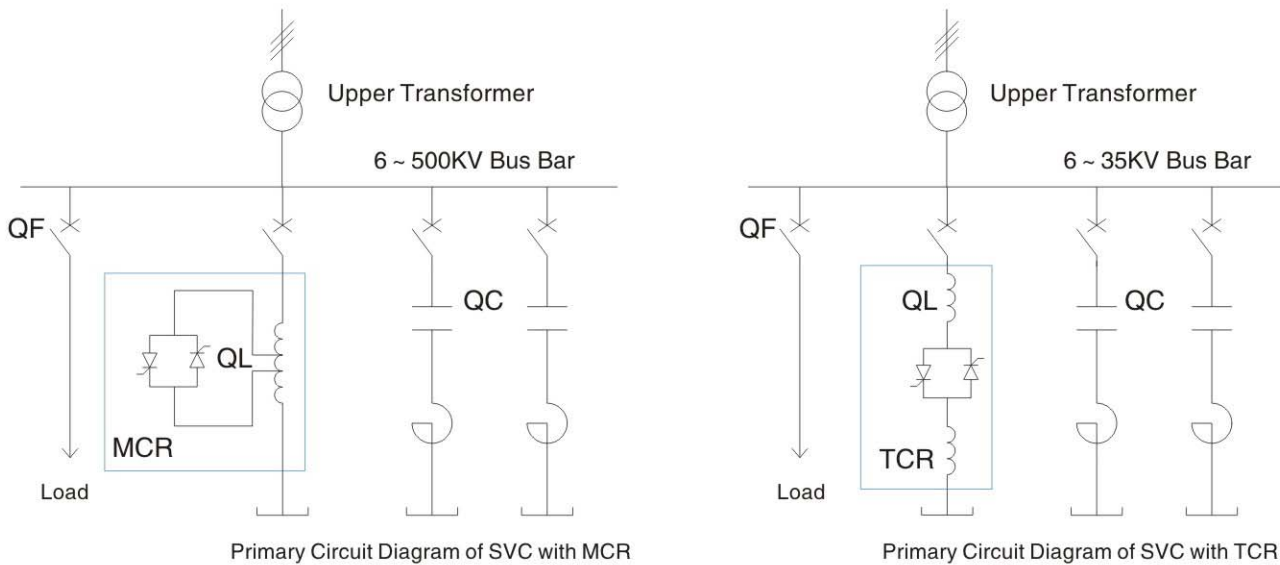 Upper Transformer
6 ~ 500KV Bus Bar
QF
QC
QL
MCR
Load
Primary Circuit Diagram of SVC with MCR
Upper Transformer
6 ~ 35KV Bus Bar
QF
QL
QC
TCR
Load
Primary Circuit Diagram of SVC with TCR